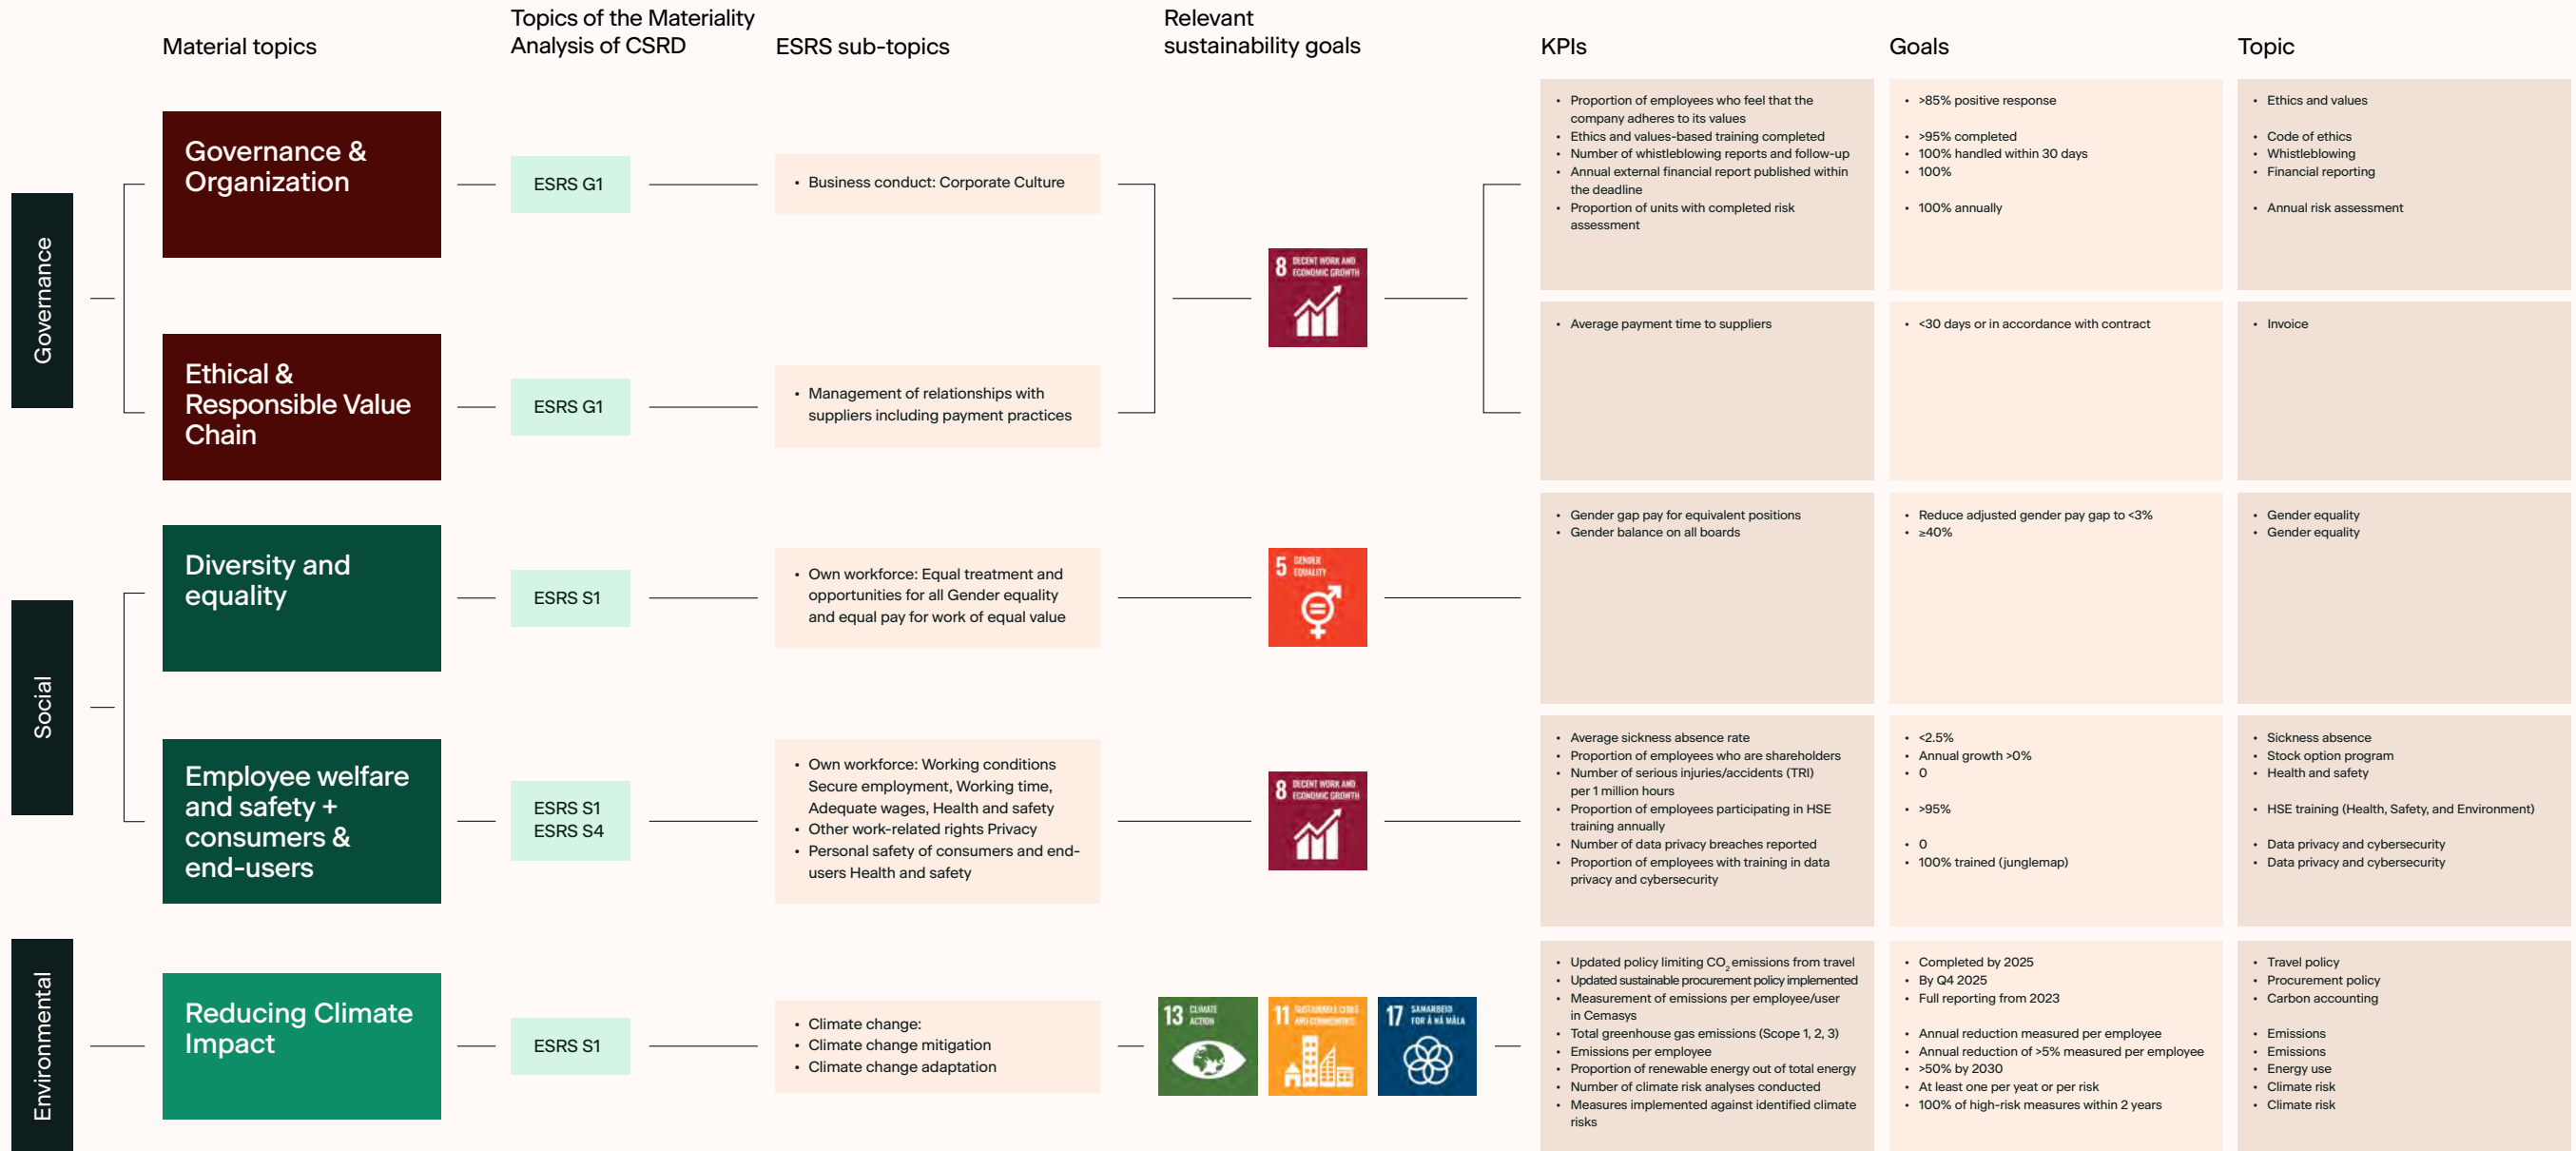 Material topics
Topics of the Materiality
Analysis of CSRD
ESRS sub-topics
Relevant
sustainability goals
KPIs
Goals
Topic
Governance
Governance &
Organization
ESRS G1
• Business conduct: Corporate Culture
Ethical &
Responsible Value
Chain
ESRS G1
• Management of relationships with
suppliers including payment practices
8 DECENT WORK AND
ECONOMIC GROWTH
• Proportion of employees who feel that the
company adheres to its values
• Ethics and values-based training completed
• Number of whistleblowing reports and follow-up
• Annual external financial report published within
the deadline
• Proportion of units with completed risk
assessment
• >85% positive response
• >95% completed
• 100% handled within 30 days
• 100%
• 100% annually
• Ethics and values
• Code of ethics
• Whistleblowing
• Financial reporting
• Annual risk assessment
• Average payment time to suppliers
• <30 days or in accordance with contract
• Invoice
Social
Diversity and
equality
ESRS S1
• Own workforce: Equal treatment and
opportunities for all Gender equality
and equal pay for work of equal value
5 GENDER
EQUALITY
• Gender gap pay for equivalent positions
• Gender balance on all boards
• Reduce adjusted gender pay gap to <3%
• ≥40%
• Gender equality
• Gender equality
Employee welfare
and safety +
consumers &
end-users
ESRS S1
ESRS S4
• Own workforce: Working conditions
Secure employment, Working time,
Adequate wages, Health and safety
• Other work-related rights Privacy
• Personal safety of consumers and end-
users Health and safety
8 DECENT WORK AND
ECONOMIC GROWTH
• Average sickness absence rate
• Proportion of employees who are shareholders
• Number of serious injuries/accidents (TRI)
per 1 million hours
• Proportion of employees participating in HSE
training annually
• Number of data privacy breaches reported
• Proportion of employees with training in data
privacy and cybersecurity
• <2.5%
• Annual growth >0%
• 0
• >95%
• 0
• 100% trained (junglemap)
• Sickness absence
• Stock option program
• Health and safety
• HSE training (Health, Safety, and Environment)
• Data privacy and cybersecurity
• Data privacy and cybersecurity
Environmental
Reducing Climate
Impact
ESRS S1
• Climate change:
• Climate change mitigation
• Climate change adaptation
13 CLIMATE
ACTION
11 SUSTAINABLE CITIES
AND COMMUNITIES
17 SAMARBEID
FOR Å NÅ MÅLA
• Updated policy limiting CO₂ emissions from travel
• Updated sustainable procurement policy implemented
• Measurement of emissions per employee/user
in Cemasys
• Total greenhouse gas emissions (Scope 1, 2, 3)
• Emissions per employee
• Proportion of renewable energy out of total energy
• Number of climate risk analyses conducted
• Measures implemented against identified climate
risks
• Completed by 2025
• By Q4 2025
• Full reporting from 2023
• Annual reduction measured per employee
• Annual reduction of >5% measured per employee
• >50% by 2030
• At least one per yeat or per risk
• 100% of high-risk measures within 2 years
• Travel policy
• Procurement policy
• Carbon accounting
• Emissions
• Emissions
• Energy use
• Climate risk
• Climate risk